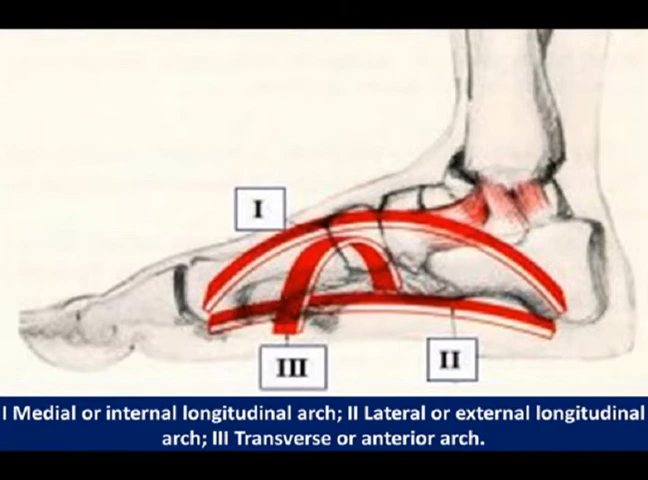 I
III
II
I Medial or internal longitudinal arch; II Lateral or external longitudinal
arch; III Transverse or anterior arch.